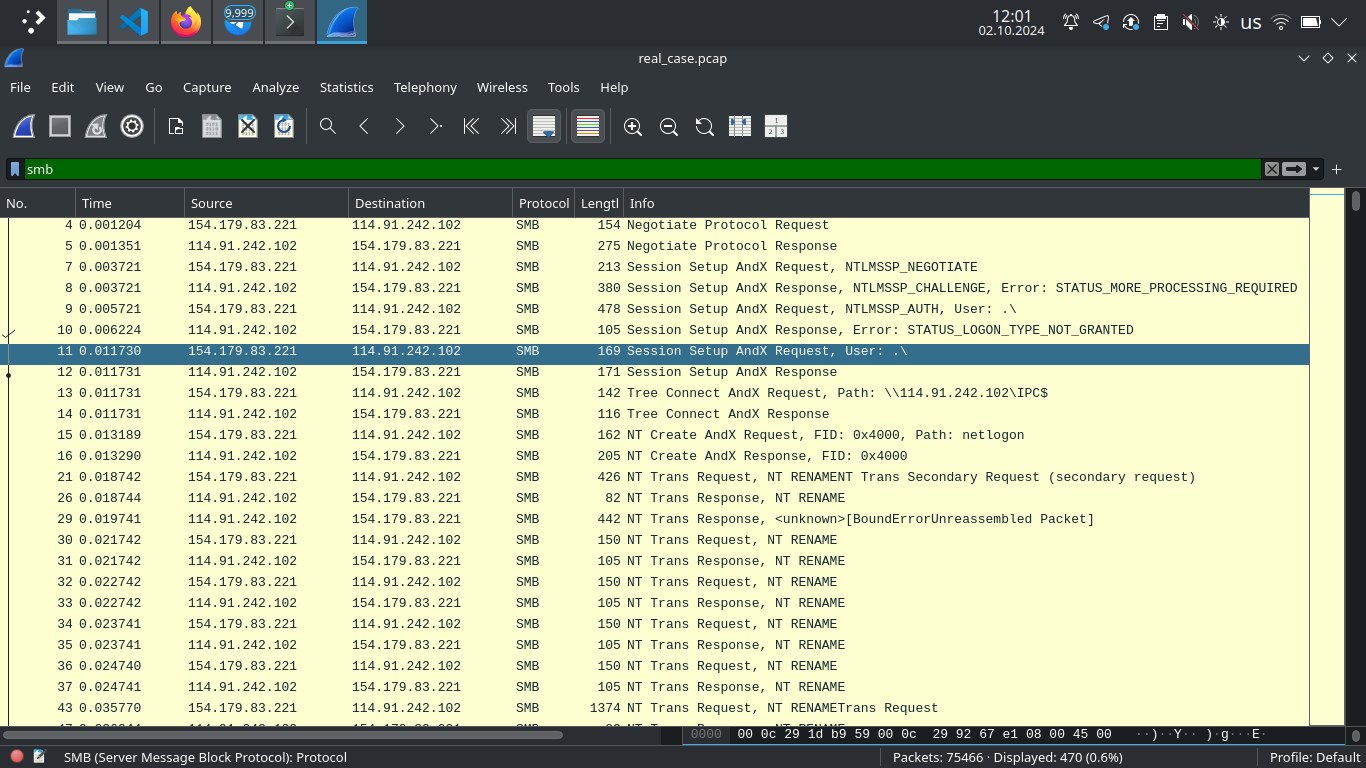 9,999
12:01
02.10.2024
us
real_case.pcap
File Edit View Go Capture Analyze Statistics Telephony Wireless Tools Help
smb
No. Time Source Destination Protocol Lengtl Info
4 0.001204 154.179.83.221 114.91.242.102 SMB 154 Negotiate Protocol Request
5 0.001351 114.91.242.102 154.179.83.221 SMB 275 Negotiate Protocol Response
7 0.003721 154.179.83.221 114.91.242.102 SMB 213 Session Setup AndX Request, NTLMSSP_NEGOTIATE
8 0.003721 114.91.242.102 154.179.83.221 SMB 380 Session Setup AndX Response, NTLMSSP_CHALLENGE, Error: STATUS_MORE_PROCESSING_REQUIRED
9 0.005721 154.179.83.221 114.91.242.102 SMB 478 Session Setup AndX Request, NTLMSSP_AUTH, User: .\
10 0.006224 114.91.242.102 154.179.83.221 SMB 105 Session Setup AndX Response, Error: STATUS_LOGON_TYPE_NOT_GRANTED
11 0.011730 154.179.83.221 114.91.242.102 SMB 169 Session Setup AndX Request, User: .\
12 0.011731 114.91.242.102 154.179.83.221 SMB 171 Session Setup AndX Response
13 0.011731 154.179.83.221 114.91.242.102 SMB 142 Tree Connect AndX Request, Path: \\114.91.242.102\IPC$
14 0.011731 114.91.242.102 154.179.83.221 SMB 116 Tree Connect AndX Response
15 0.013189 154.179.83.221 114.91.242.102 SMB 162 NT Create AndX Request, FID: 0x4000, Path: netlogon
16 0.013290 114.91.242.102 154.179.83.221 SMB 205 NT Create AndX Response, FID: 0x4000
21 0.018742 154.179.83.221 114.91.242.102 SMB 426 NT Trans Request, NT RENAMENT Trans Secondary Request (secondary request)
26 0.018744 114.91.242.102 154.179.83.221 SMB 82 NT Trans Response, NT RENAME
29 0.019741 114.91.242.102 154.179.83.221 SMB 442 NT Trans Response, <unknown>[BoundErrorUnreassembled Packet]
30 0.021742 154.179.83.221 114.91.242.102 SMB 150 NT Trans Request, NT RENAME
31 0.021742 114.91.242.102 154.179.83.221 SMB 105 NT Trans Response, NT RENAME
32 0.022742 154.179.83.221 114.91.242.102 SMB 150 NT Trans Request, NT RENAME
33 0.022742 114.91.242.102 154.179.83.221 SMB 105 NT Trans Response, NT RENAME
34 0.023741 154.179.83.221 114.91.242.102 SMB 150 NT Trans Request, NT RENAME
35 0.023741 114.91.242.102 154.179.83.221 SMB 105 NT Trans Response, NT RENAME
36 0.024740 154.179.83.221 114.91.242.102 SMB 150 NT Trans Request, NT RENAME
37 0.024741 114.91.242.102 154.179.83.221 SMB 105 NT Trans Response, NT RENAME
43 0.035770 154.179.83.221 114.91.242.102 SMB 1374 NT Trans Request, NT RENAMETrans Request
0000 00 0c 29 1d b9 59 00 0c 29 92 67 e1 08 00 45 00 ··)··Y·· )·g···E·
SMB (Server Message Block Protocol): Protocol
Packets: 75466 · Displayed: 470 (0.6%)
Profile: Default